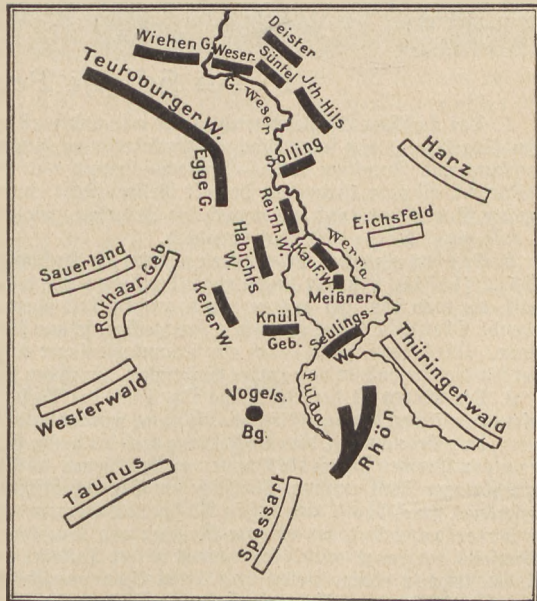 Deister
Wiehen G.
Weser-
Süntel
Jth-Hils
Teutoburger W.
G. Weser
Egge G.
Solling
Harz
Reinh. W.
Eichsfeld
Habichts
W.
Werra
Kauf. W.
Meißner
Sauerland
Rothaar Geb.
Keller W.
Knüll
Geb.
Seulings-
W.
Thüringerwald
Westerwald
Vogels.
Bg.
Fulda
Rhön
Taunus
Spessart